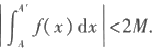 |∫_A^{A'} f(x) dx| < 2M.